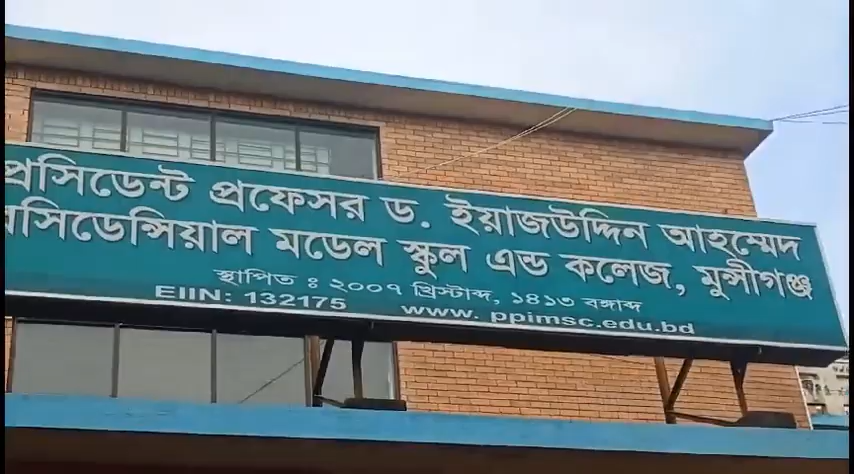 প্রসিডেন্ট প্রফেসর ড. ইয়াজউদ্দিন আহম্মেদ
রেসিডেন্সিয়াল মডেল স্কুল এন্ড কলেজ, মুন্সীগঞ্জ
স্থাপিত ঃ ২০০৭ খ্রিস্টাব্দ, ১৪১৩ বঙ্গাব্দ
EIIN: 132175 www.ppimsc.edu.bd